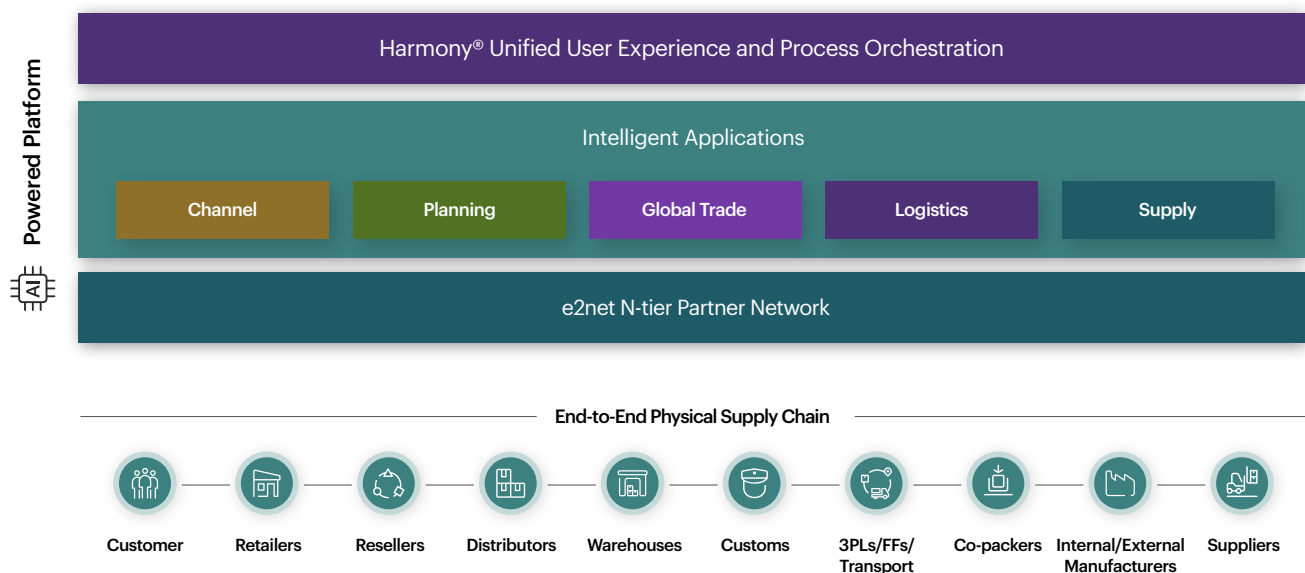 Harmony® Unified User Experience and Process Orchestration
AI Powered Platform
Intelligent Applications
Channel
Planning
Global Trade
Logistics
Supply
e2net N-tier Partner Network
End-to-End Physical Supply Chain
Customer
Retailers
Resellers
Distributors
Warehouses
Customs
3PLs/FFs/
Transport
Co-packers
Internal/External
Manufacturers
Suppliers